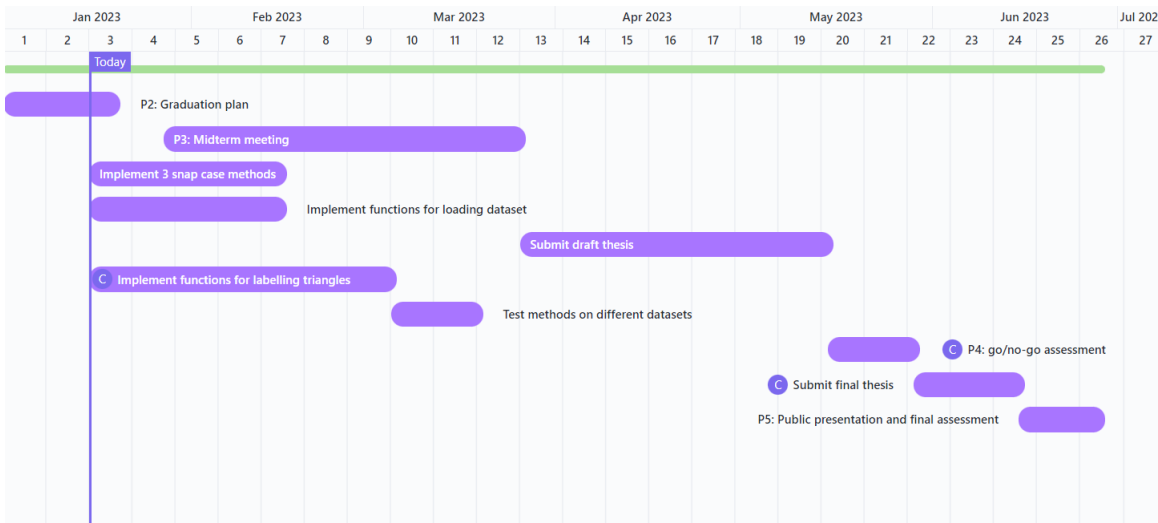 Jan 2023 Feb 2023 Mar 2023 Apr 2023 May 2023 Jun 2023 Jul 202
1 2 3 4 5 6 7 9 10 11 12 13 14 15 16 17 18 19 20 21 22 23 24 25 26 27
Today
P2: Graduation plan
P3: Midterm meeting
Implement 3 snap case methods
Implement functions for loading dataset
Submit draft thesis
C Implement functions for labelling triangles
Test methods on different datasets
C P4: go/no-go assessment
C Submit final thesis
P5: Public presentation and final assessment